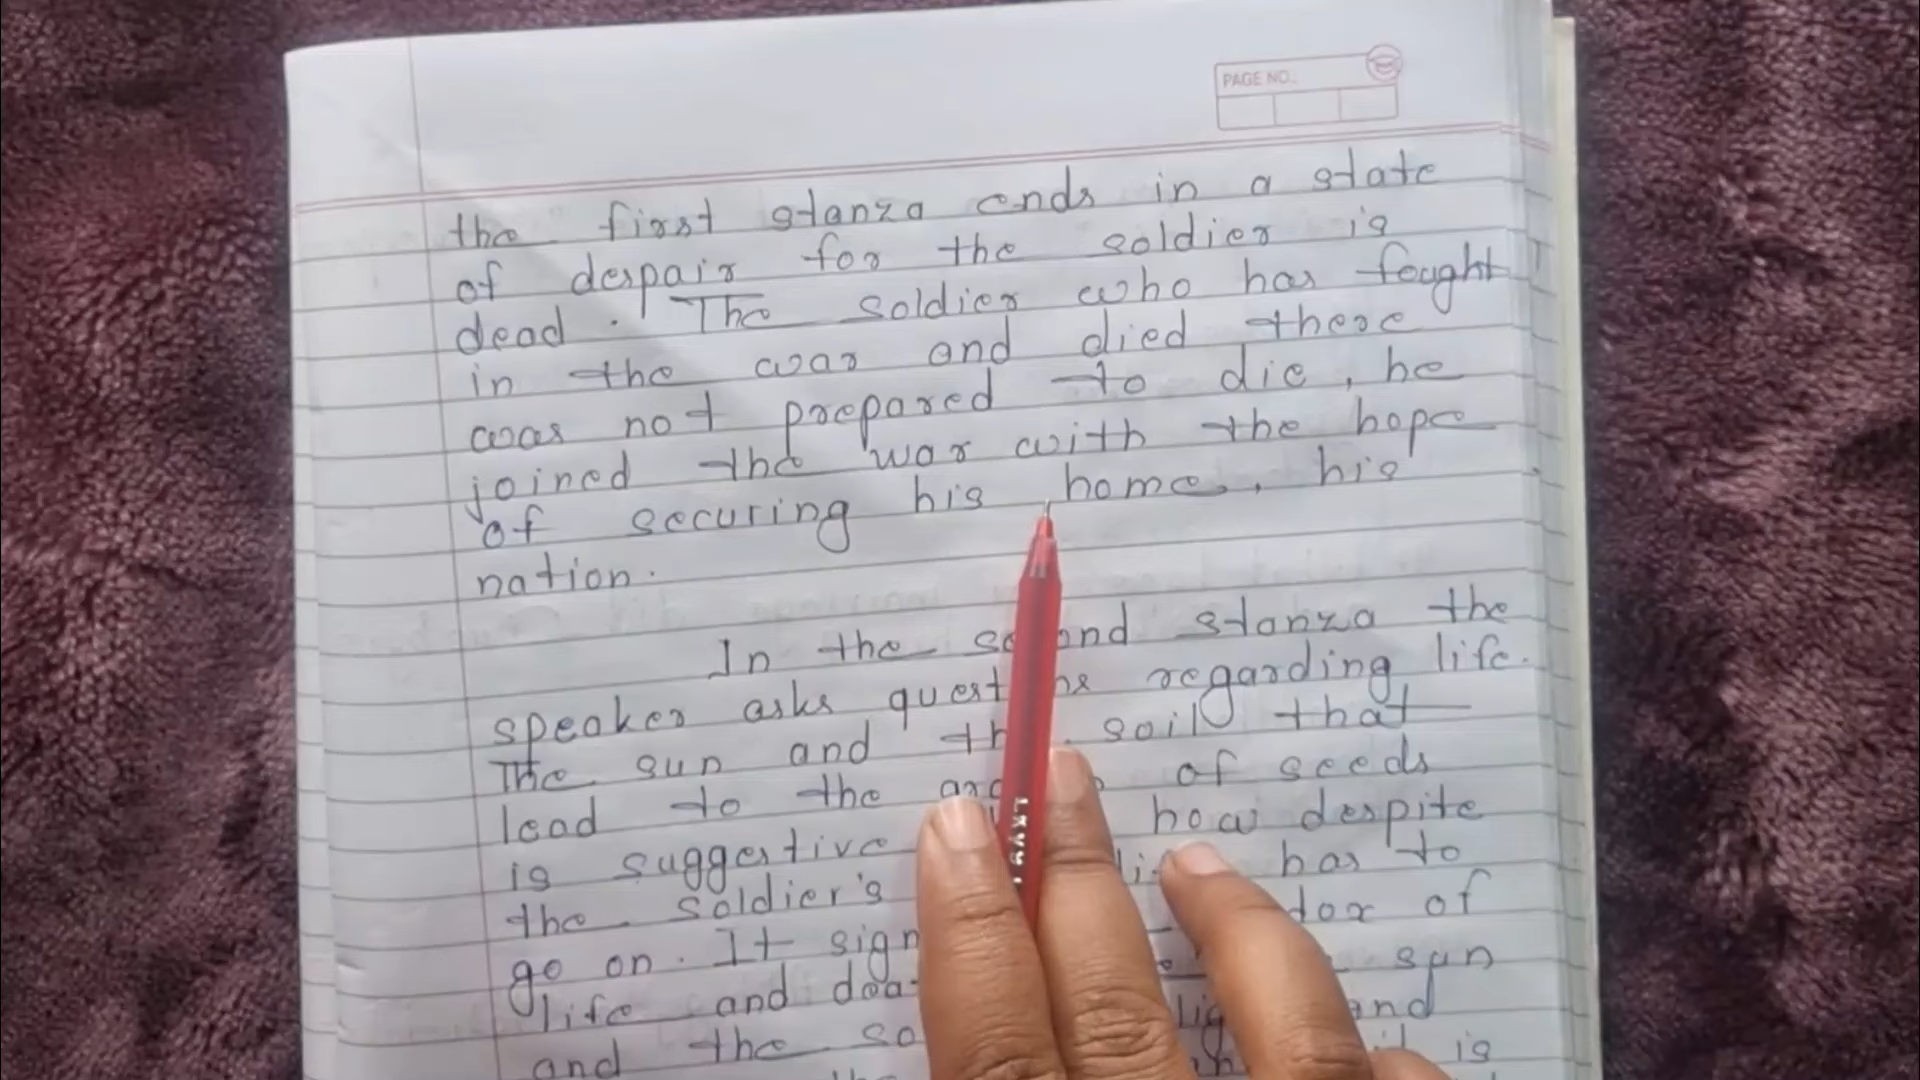 PAGE NO.:
the first stanza ends in a state
of despair for the soldier is
dead. The soldier who has fought
in the war and died there
was not prepared to die, he
joined the war with the hope
of securing his home, his
nation.
In the stanza the
speaker asks regarding life.
The sun and soil that
lead to the of seeds
is suggestive how despite
the soldier's has to
go on. It of
life and sun
and the and
is